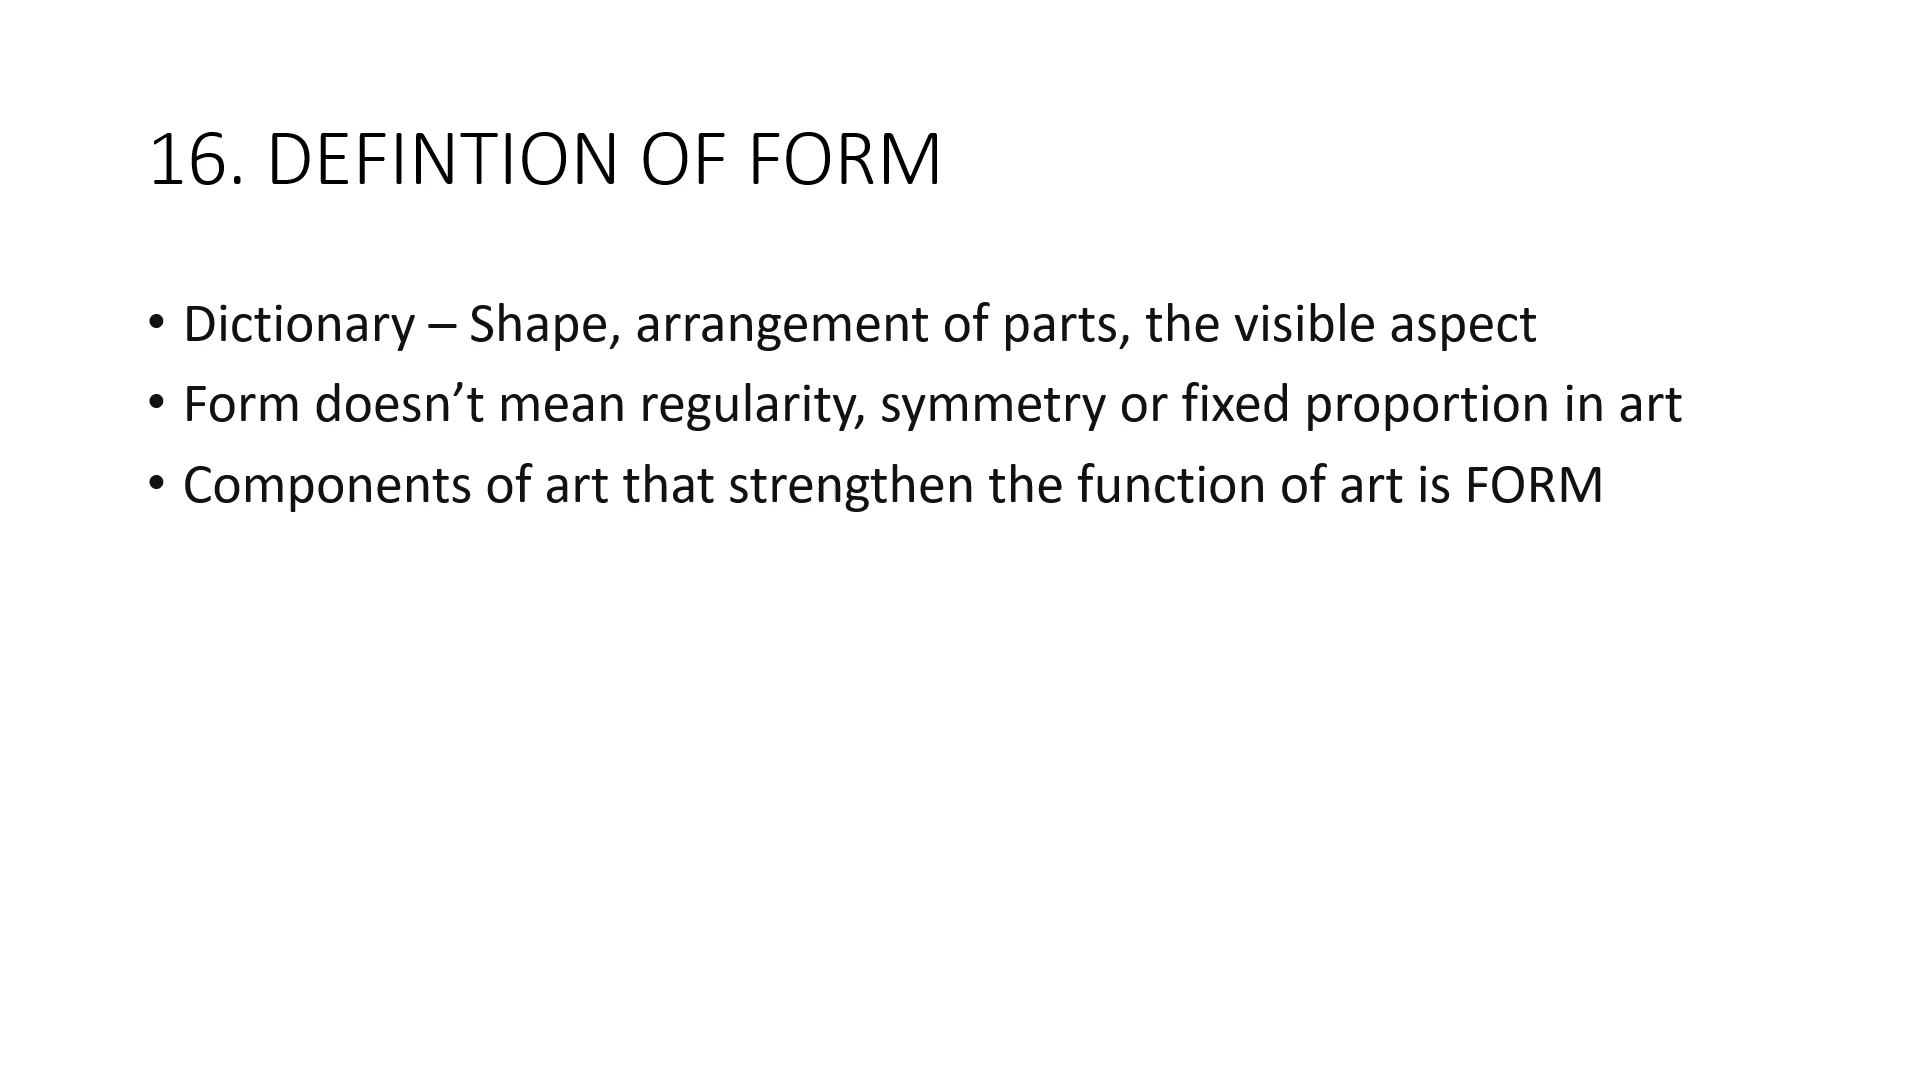 16. DEFINTION OF FORM
• Dictionary – Shape, arrangement of parts, the visible aspect
• Form doesn’t mean regularity, symmetry or fixed proportion in art
• Components of art that strengthen the function of art is FORM